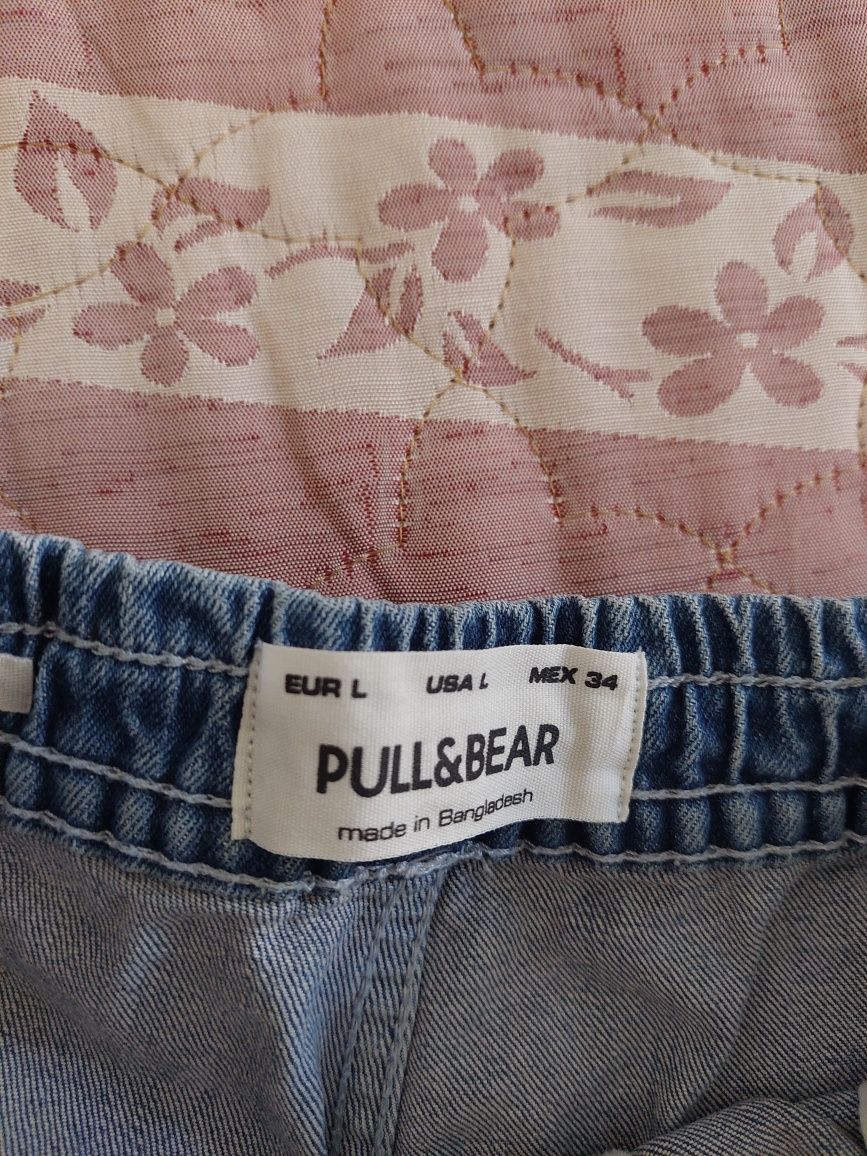 EUR L USA L MEX 34
PULL&BEAR
made in Bangladesh